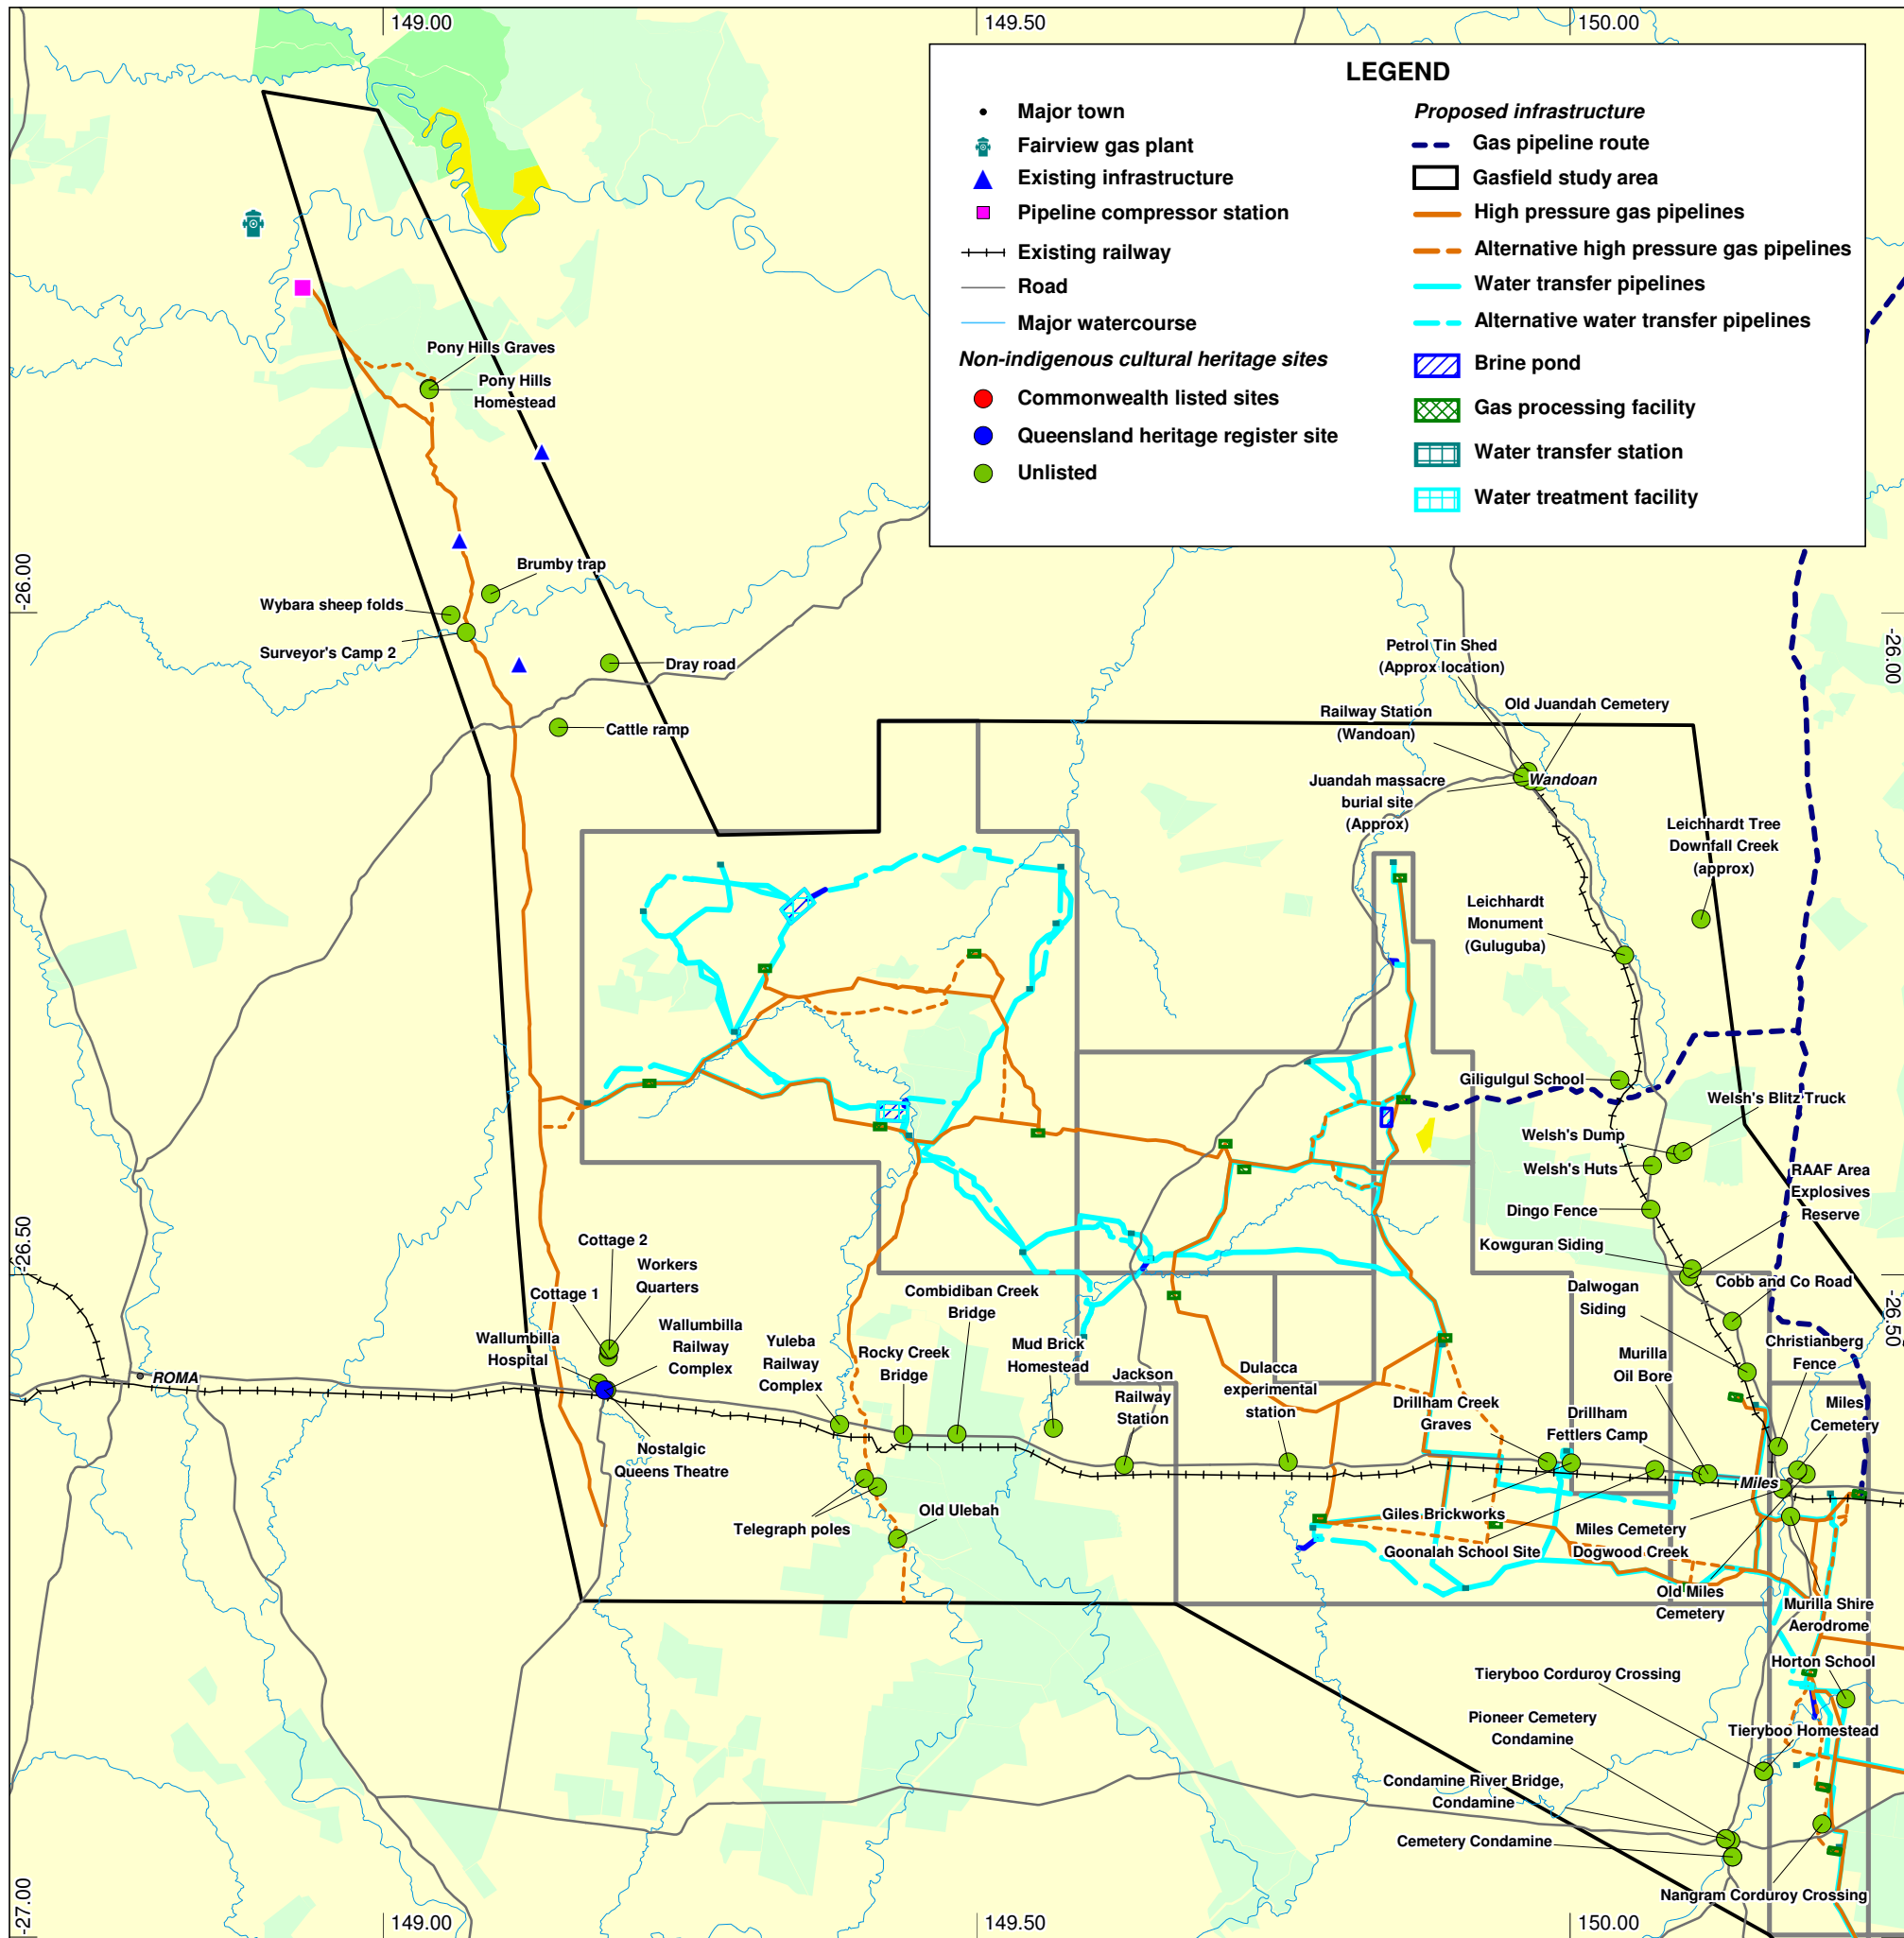 149.00
149.50
150.00
LEGEND
Major town
Fairview gas plant
Existing infrastructure
Pipeline compressor station
Existing railway
Road
Major watercourse
Non-indigenous cultural heritage sites
Commonwealth listed sites
Queensland heritage register site
Unlisted
Proposed infrastructure
Gas pipeline route
Gasfield study area
High pressure gas pipelines
Alternative high pressure gas pipelines
Water transfer pipelines
Alternative water transfer pipelines
Brine pond
Gas processing facility
Water transfer station
Water treatment facility
Pony Hills Graves
Pony Hills
Homestead
-26.00
-26.00
Brumby trap
Wybara sheep folds
Surveyor's Camp 2
Dray road
Cattle ramp
Petrol Tin Shed
(Approx location)
Old Juandah Cemetery
Railway Station
(Wandoan)
Wandoan
Juandah massacre
burial site
(Approx)
Leichhardt Tree
Downfall Creek
(approx)
Leichhardt
Monument
(Guluguba)
Giligulgul School
Welsh's Blitz Truck
Welsh's Dump
Welsh's Huts
RAAF Area
Explosives
Reserve
Dingo Fence
Kowguran Siding
-26.50
-26.50
Cobb and Co Road
Dalwogan
Siding
Christianberg
Fence
Murilla
Oil Bore
Miles
Cemetery
Cottage 2
Workers
Quarters
Cottage 1
Wallumbilla
Hospital
Wallumbilla
Railway
Complex
Yuleba
Railway
Complex
Combidiban Creek
Bridge
Rocky Creek
Bridge
Mud Brick
Homestead
Jackson
Railway
Station
Dulacca
experimental
station
Drillham Creek
Graves
Drillham
Fettlers Camp
ROMA
Nostalgic
Queens Theatre
Telegraph poles
Old Ulebah
Miles
Giles Brickworks
Goonalah School Site
Miles Cemetery
Dogwood Creek
Old Miles
Cemetery
Murilla Shire
Aerodrome
Horton School
Tieryboo Corduroy Crossing
Pioneer Cemetery
Condamine
Tieryboo Homestead
Condamine River Bridge,
Condamine
Cemetery Condamine
Nangram Corduroy Crossing
-27.00
149.00
149.50
150.00